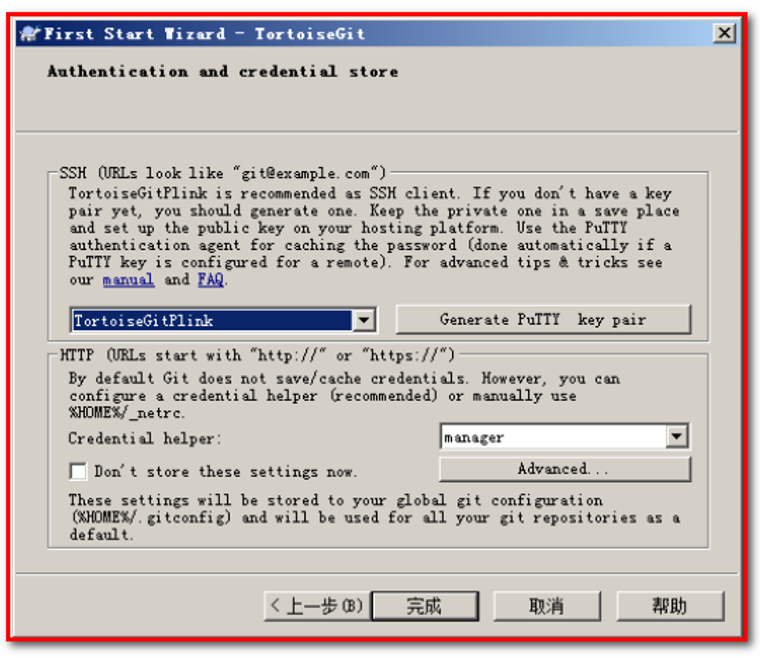 First Start Wizard - TortoiseGit
Authentication and credential store
SSH (URLs look like "git@example.com")
TortoiseGitPlink is recommended as SSH client. If you don't have a key
pair yet, you should generate one. Keep the private one in a save place
and set up the public key on your hosting platform. Use the PuTTY
authentication agent for caching the password (done automatically if a
PuTTY key is configured for a remote). For advanced tips & tricks see
our manual and FAQ.
TortoiseGitPlink
Generate PuTTY key pair
HTTP (URLs start with "http://" or "https://")
By default Git does not save/cache credentials. However, you can
configure a credential helper (recommended) or manually use
%HOME%/_netrc.
Credential helper:
manager
Don't store these settings now.
Advanced...
These settings will be stored to your global git configuration
(%HOME%/.gitconfig) and will be used for all your git repositories as a
default.
< 上一步(B)
完成
取消
帮助